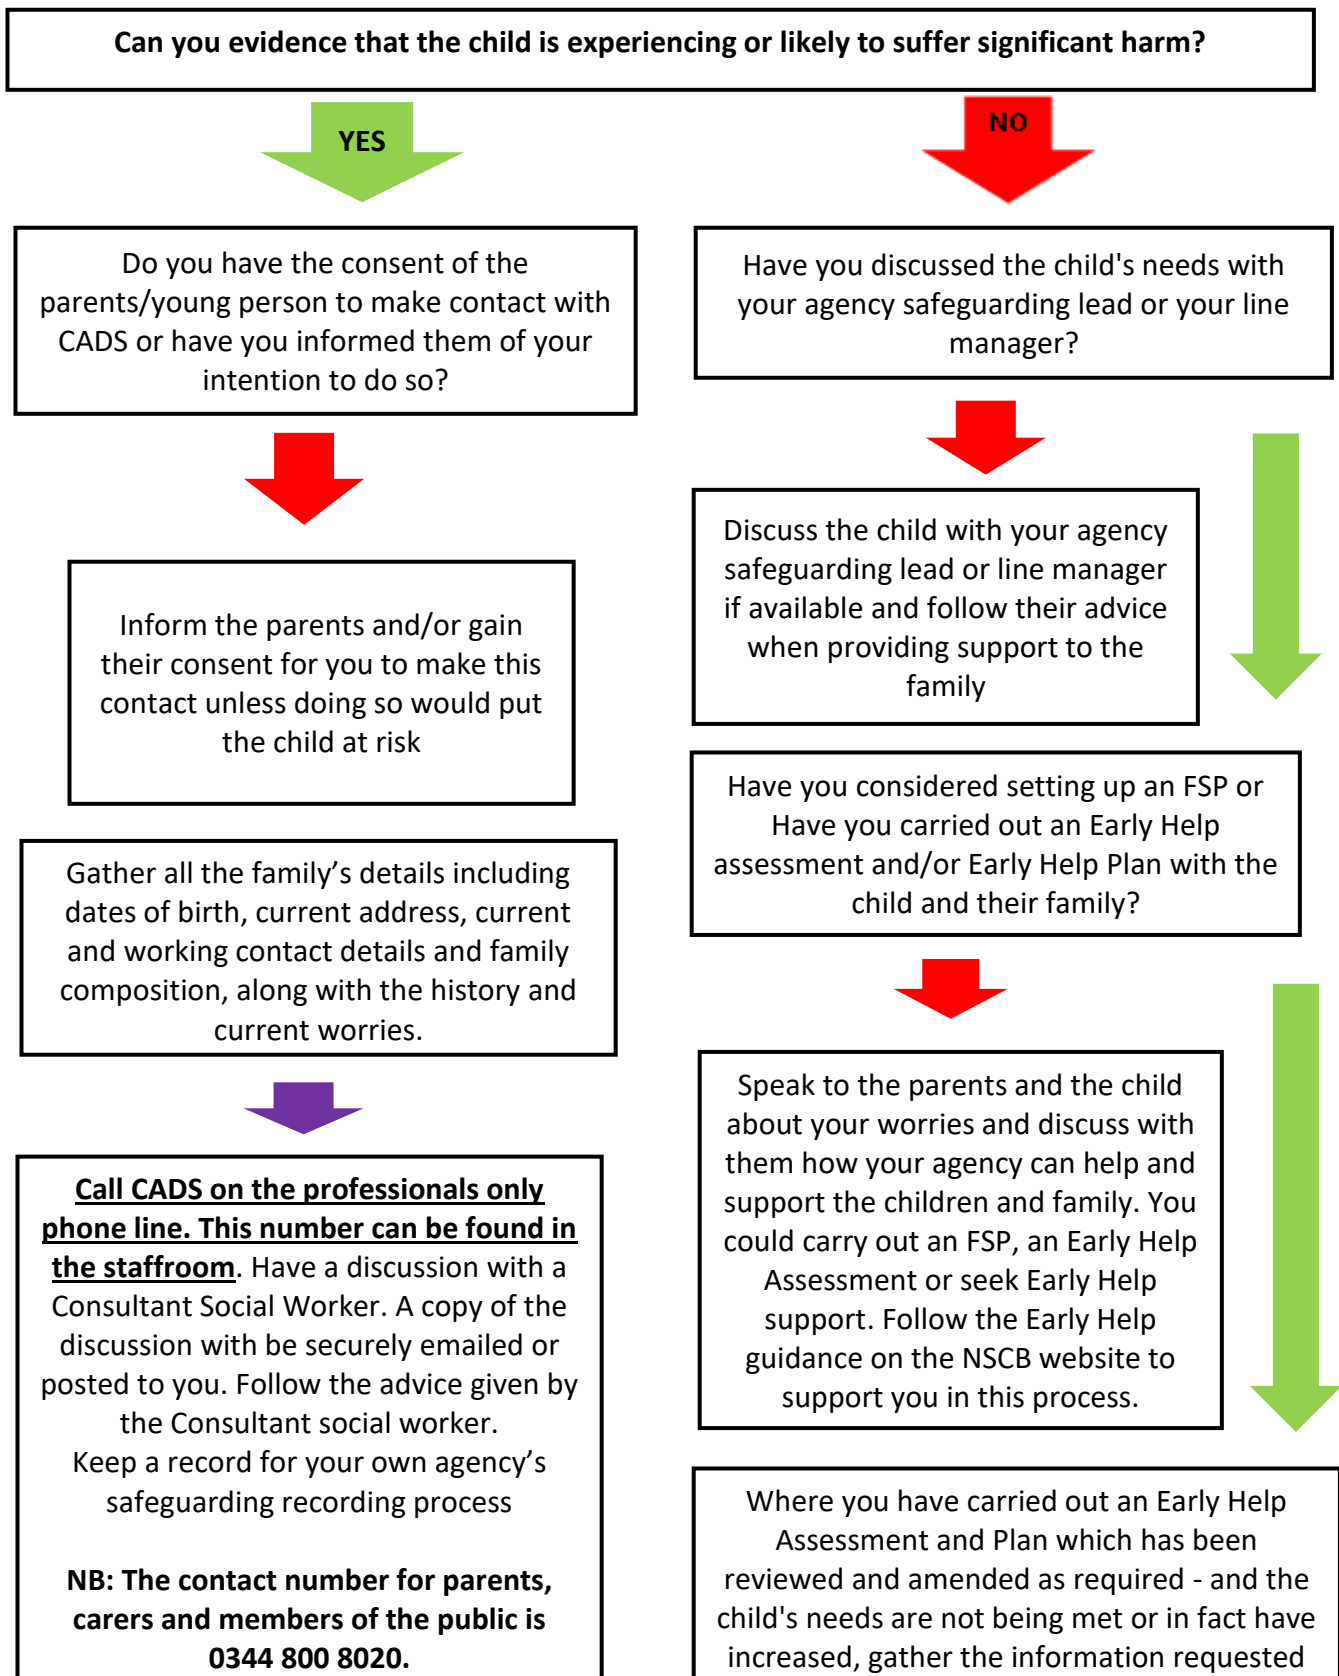 Can you evidence that the child is experiencing or likely to suffer significant harm?
YES
NO
Do you have the consent of the
parents/young person to make contact with
CADS or have you informed them of your
intention to do so?
Inform the parents and/or gain
their consent for you to make this
contact unless doing so would put
the child at risk
Gather all the family’s details including
dates of birth, current address, current
and working contact details and family
composition, along with the history and
current worries.
Call CADS on the professionals only
phone line. This number can be found in
the staffroom. Have a discussion with a
Consultant Social Worker. A copy of the
discussion with be securely emailed or
posted to you. Follow the advice given by
the Consultant social worker.
Keep a record for your own agency’s
safeguarding recording process
NB: The contact number for parents,
carers and members of the public is
0344 800 8020.
Have you discussed the child's needs with
your agency safeguarding lead or your line
manager?
Discuss the child with your agency
safeguarding lead or line manager
if available and follow their advice
when providing support to the
family
Have you considered setting up an FSP or
Have you carried out an Early Help
assessment and/or Early Help Plan with the
child and their family?
Speak to the parents and the child
about your worries and discuss with
them how your agency can help and
support the children and family. You
could carry out an FSP, an Early Help
Assessment or seek Early Help
support. Follow the Early Help
guidance on the NSCB website to
support you in this process.
Where you have carried out an Early Help
Assessment and Plan which has been
reviewed and amended as required - and the
child's needs are not being met or in fact have
increased, gather the information requested